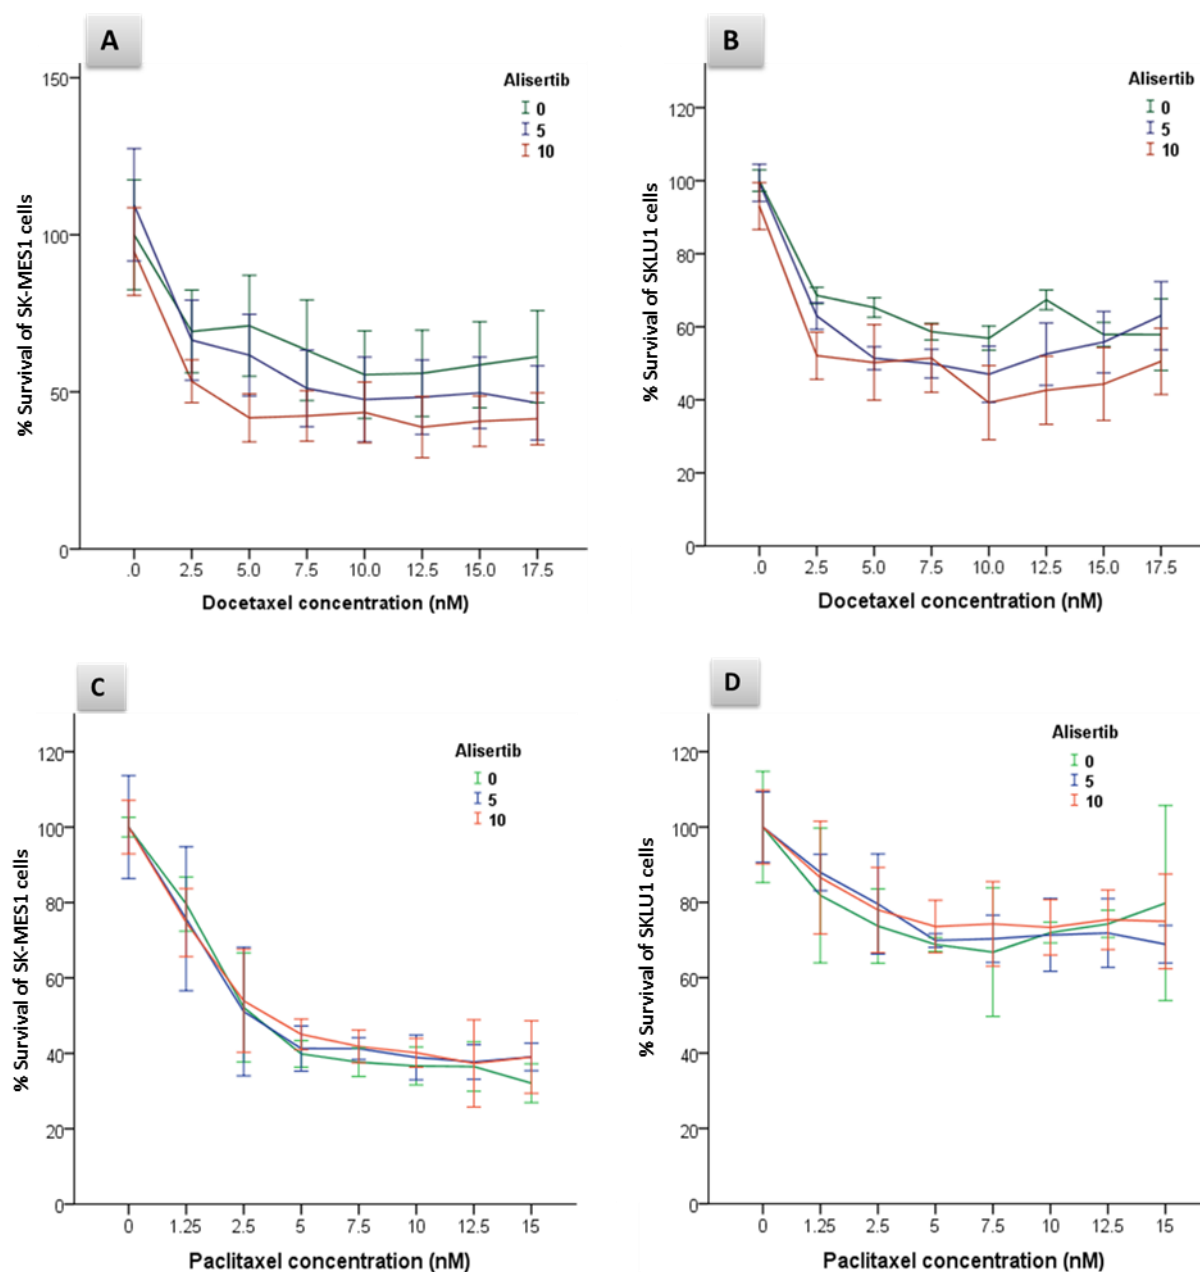 A
Alisertib
0
5
10
% Survival of SK-MES1 cells
150
100
50
0
.0 2.5 5.0 7.5 10.0 12.5 15.0 17.5
Docetaxel concentration (nM)
B
Alisertib
0
5
10
% Survival of SKLU1 cells
120
100
80
60
40
20
0
.0 2.5 5.0 7.5 10.0 12.5 15.0 17.5
Docetaxel concentration (nM)
C
Alisertib
0
5
10
% Survival of SK-MES1 cells
120
100
80
60
40
20
0
0 1.25 2.5 5 7.5 10 12.5 15
Paclitaxel concentration (nM)
D
Alisertib
0
5
10
% Survival of SKLU1 cells
120
100
80
60
40
20
0
0 1.25 2.5 5 7.5 10 12.5 15
Paclitaxel concentration (nM)